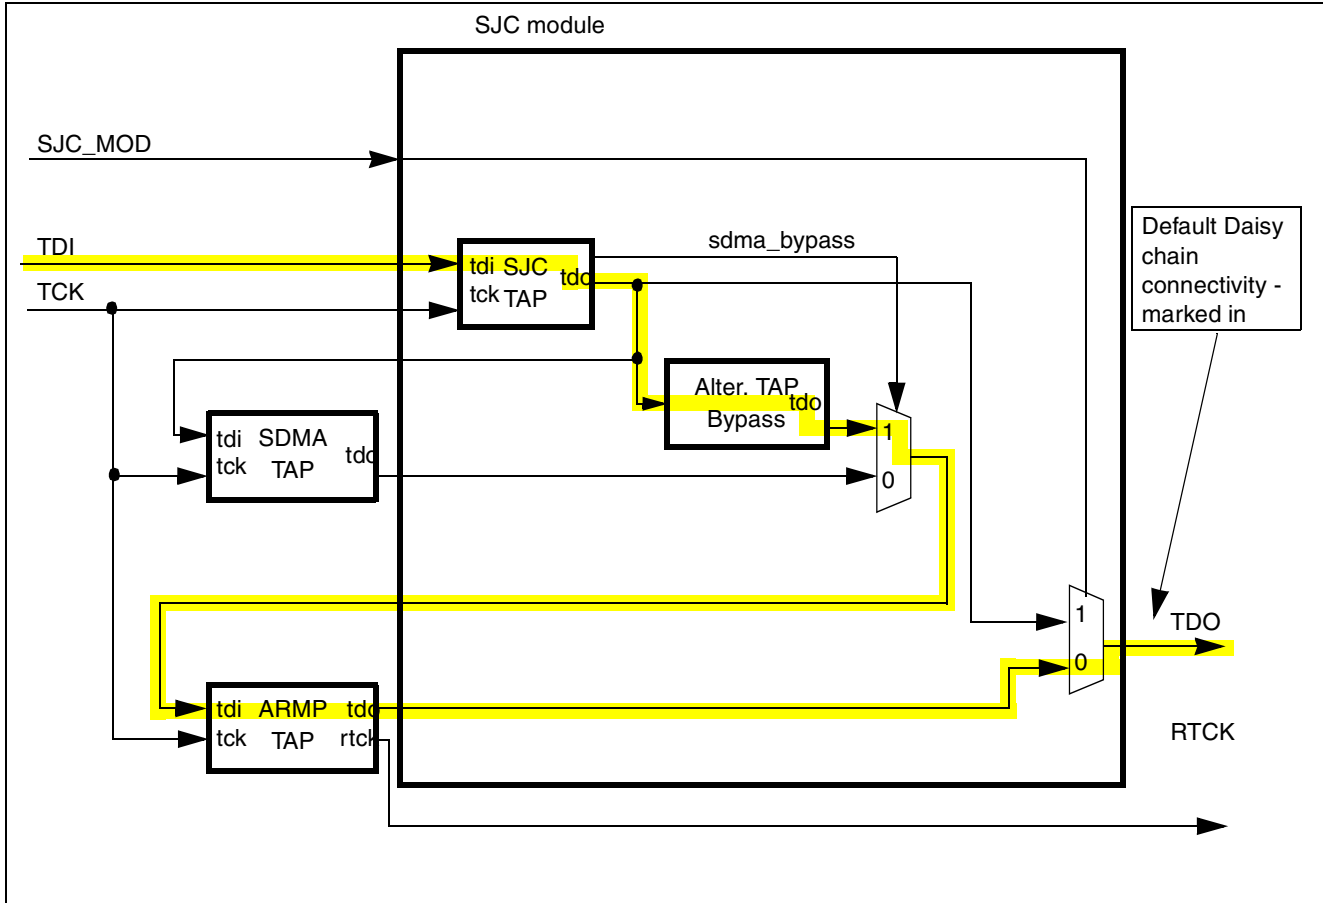 SJC module
SJC_MOD
TDI
TCK
tdi SJC tdo
tck TAP
sdma_bypass
Default Daisy
chain
connectivity -
marked in
Alter. TAP
tdo
Bypass
tdi SDMA
tck TAP tdo
1
0
1
0
TDO
tdi ARMP tdo
tck TAP rtck
RTCK